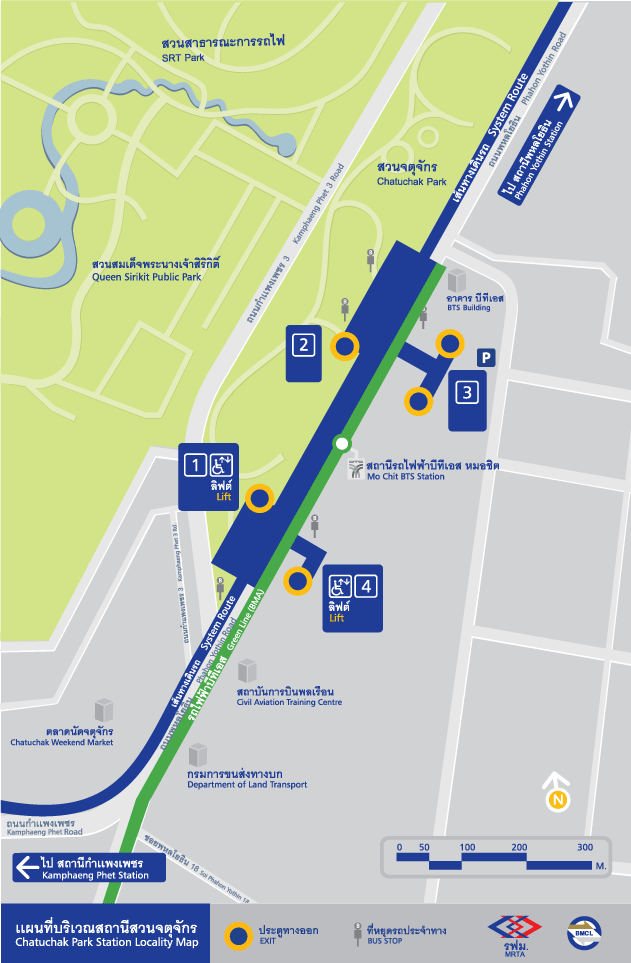 สวนสาธารณะการรถไฟ
SRT Park
สวนจตุจักร
Chatuchak Park
เส้นทางเดินรถ System Route
ถนนพหลโยธิน Phahon Yothin Road
ไป สถานีพหลโยธิน
Phahon Yothin Station
ถนนกำแพงเพชร 3 Kamphaeng Phet 3 Road
สวนสมเด็จพระนางเจ้าสิริกิติ์
Queen Sirikit Public Park
อาคาร บีทีเอส
BTS Building
2
P
3
1
ลิฟต์
Lift
สถานีรถไฟฟ้าบีทีเอส หมอชิต
Mo Chit BTS Station
4
ลิฟต์
Lift
ถนนกำแพงเพชร 3 Kamphaeng Phet 3 Rd.
เส้นทางเดินรถ System Route
ถนนพหลโยธิน Phahon Yothin Road
รถไฟฟ้าบีทีเอส Green Line (BMA)
สถาบันการบินพลเรือน
Civil Aviation Training Centre
ตลาดนัดจตุจักร
Chatuchak Weekend Market
กรมการขนส่งทางบก
Department of Land Transport
N
ถนนกำแพงเพชร
Kamphaeng Phet Road
ซอยพหลโยธิน 18 Soi Phahon Yothin 18
0 50 100 200 300
M.
ไป สถานีกำแพงเพชร
Kamphaeng Phet Station
แผนที่บริเวณสถานีสวนจตุจักร
Chatuchak Park Station Locality Map
ประตูทางออก
EXIT
ที่หยุดรถประจำทาง
BUS STOP
รฟม.
MRTA
BMCL